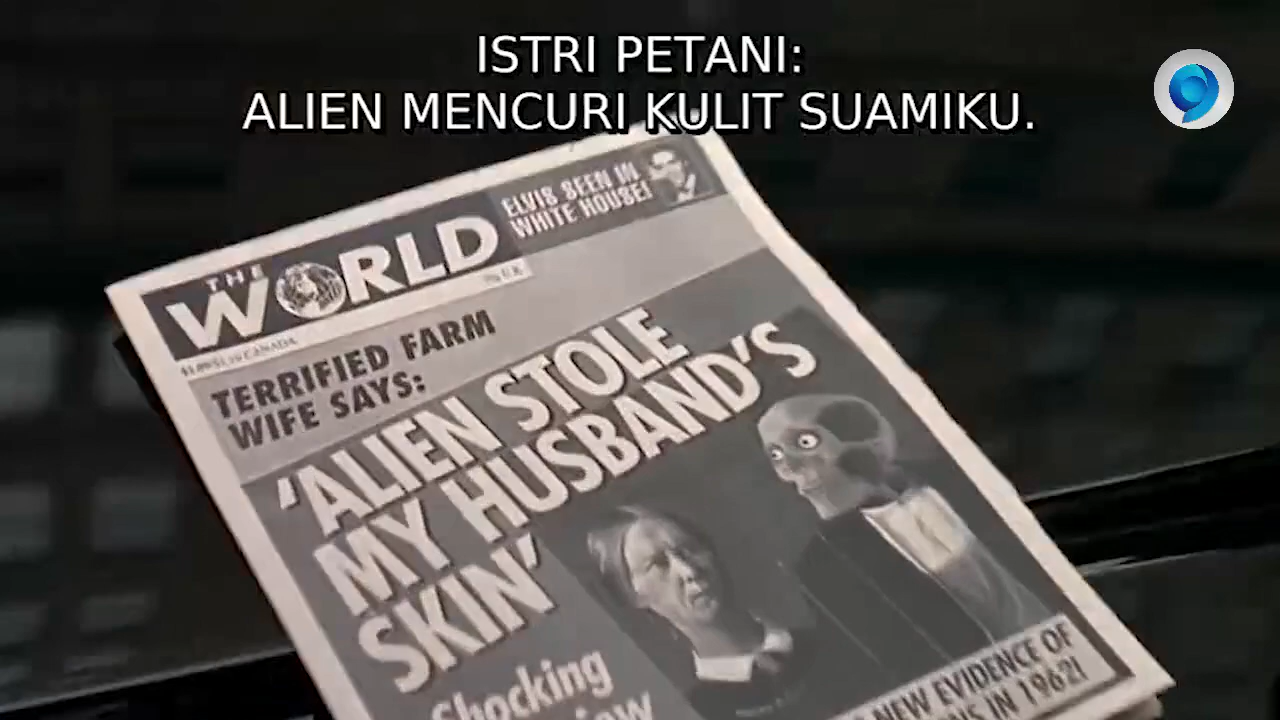 ISTRI PETANI:
ALIEN MENCURI KULIT SUAMIKU.
ELVIS SEEN IN
WHITE HOUSE!
THE
WORLD
TERRIFIED FARM
WIFE SAYS:
'ALIEN STOLE
MY HUSBAND'S
SKIN'
Shocking
NEW EVIDENCE OF
IN 1962!